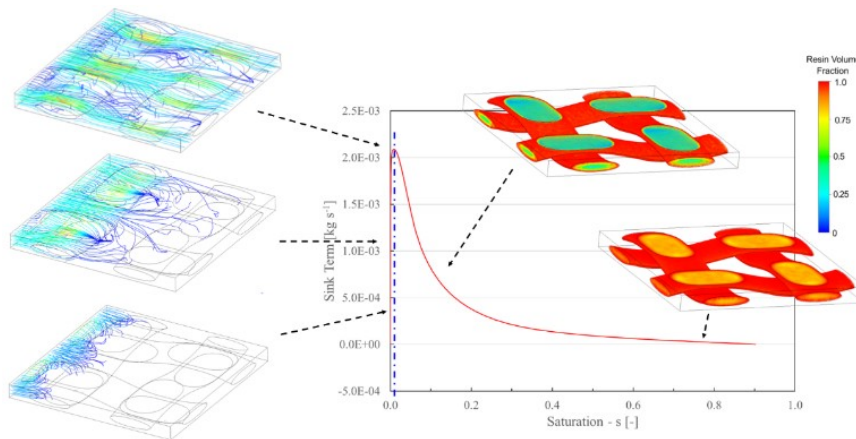 Resin Volume
Fraction
1.0
0.75
0.50
0.25
0
2.5E-03
2.0E-03
1.5E-03
1.0E-03
5.0E-04
0.0E+00
-5.0E-04
Sink Term [kg s⁻¹]
0.0
0.2
0.4
0.6
0.8
1.0
Saturation - s [-]